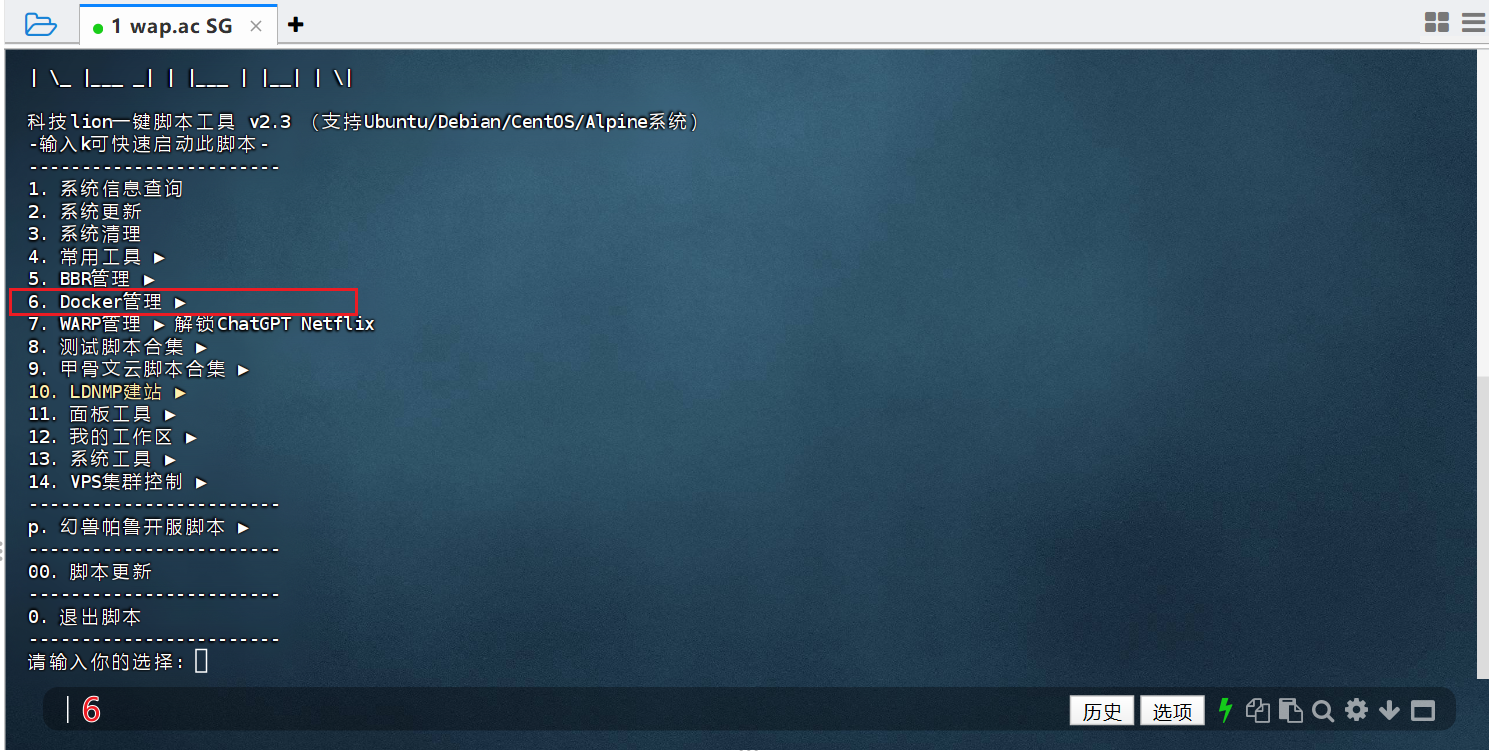 1 wap.ac SG
| \_ |___ _| | |___ | |__| | \|
科技lion一键脚本工具 v2.3 （支持Ubuntu/Debian/CentOS/Alpine系统）
-输入k可快速启动此脚本-
------------------------
1. 系统信息查询
2. 系统更新
3. 系统清理
4. 常用工具 ▶
5. BBR管理 ▶
6. Docker管理 ▶
7. WARP管理 ▶ 解锁ChatGPT Netflix
8. 测试脚本合集 ▶
9. 甲骨文云脚本合集 ▶
10. LDNMP建站 ▶
11. 面板工具 ▶
12. 我的工作区 ▶
13. 系统工具 ▶
14. VPS集群控制 ▶
------------------------
p. 幻兽帕鲁开服脚本 ▶
------------------------
00. 脚本更新
------------------------
0. 退出脚本
------------------------
请输入你的选择:
6 历史 选项